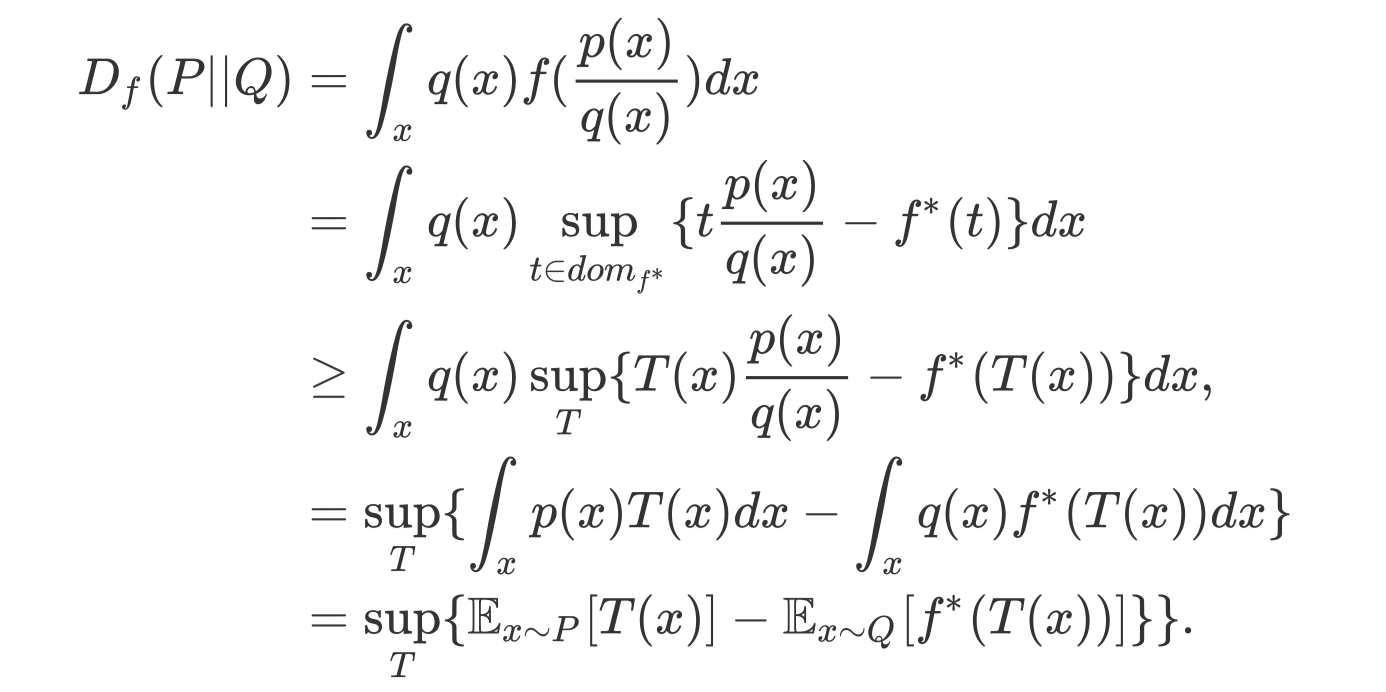 $D_f(P||Q) = \int_x q(x) f(\frac{p(x)}{q(x)}) dx$
$= \int_x q(x) \sup_{t \in dom_{f^*}} \{t \frac{p(x)}{q(x)} - f^*(t)\} dx$
$\geq \int_x q(x) \sup_T \{T(x) \frac{p(x)}{q(x)} - f^*(T(x))\} dx,$
$= \sup_T \{\int_x p(x) T(x) dx - \int_x q(x) f^*(T(x)) dx\}$
$= \sup_T \{\mathbb{E}_{x \sim P}[T(x)] - \mathbb{E}_{x \sim Q}[f^*(T(x))]\}\}.$